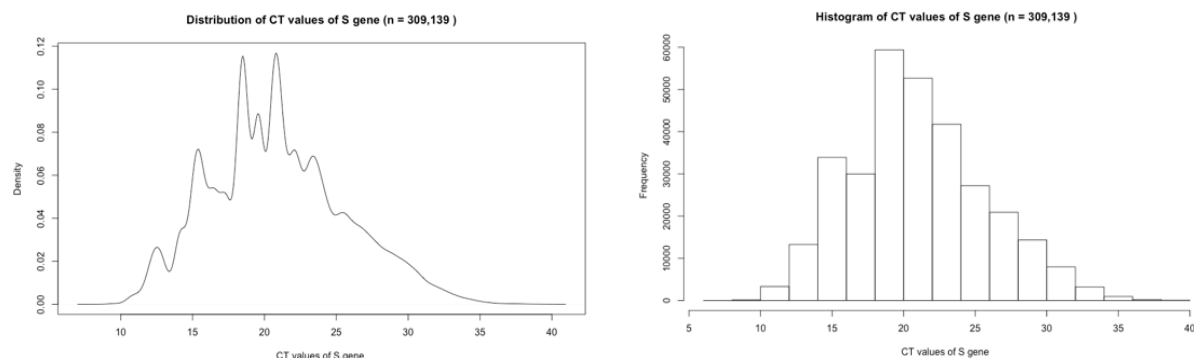 Distribution of CT values of S gene (n = 309,139 )
Density
0.12
0.10
0.08
0.06
0.04
0.02
0.00
10 15 20 25 30 35 40
CT values of S gene
Histogram of CT values of S gene (n = 309,139 )
Frequency
60000
50000
40000
30000
20000
10000
0
5 10 15 20 25 30 35 40
CT values of S gene